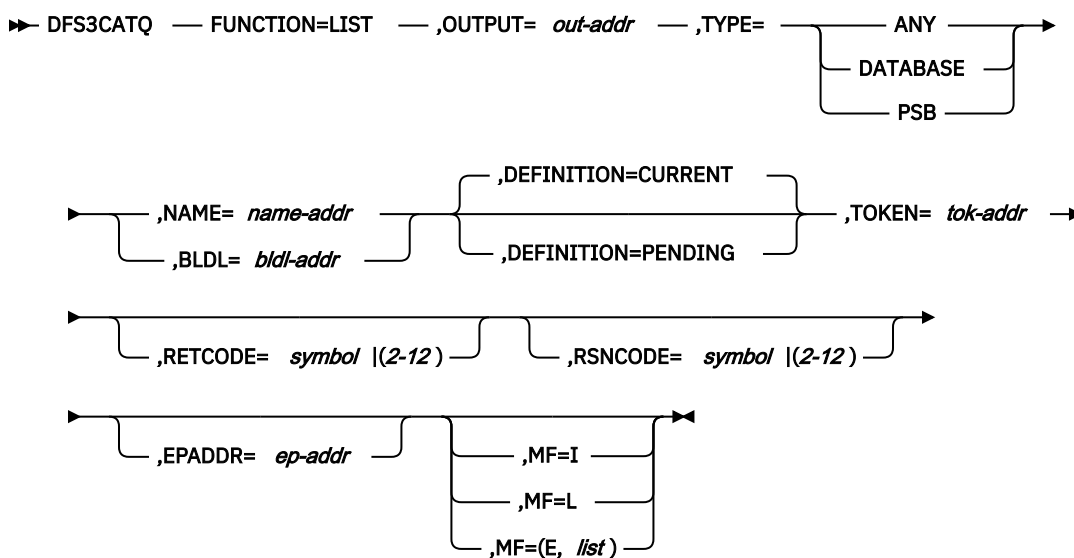 DFS3CATQ FUNCTION=LIST ,OUTPUT= out-addr ,TYPE= ANY
DATABASE
PSB
,DEFINITION=CURRENT
,NAME= name-addr ,TOKEN= tok-addr
,BLDL= bldl-addr ,DEFINITION=PENDING
,RETCODE= symbol |(2-12 ) ,RSNCODE= symbol |(2-12 )
,EPADDR= ep-addr ,MF=I
,MF=L
,MF=(E, list )